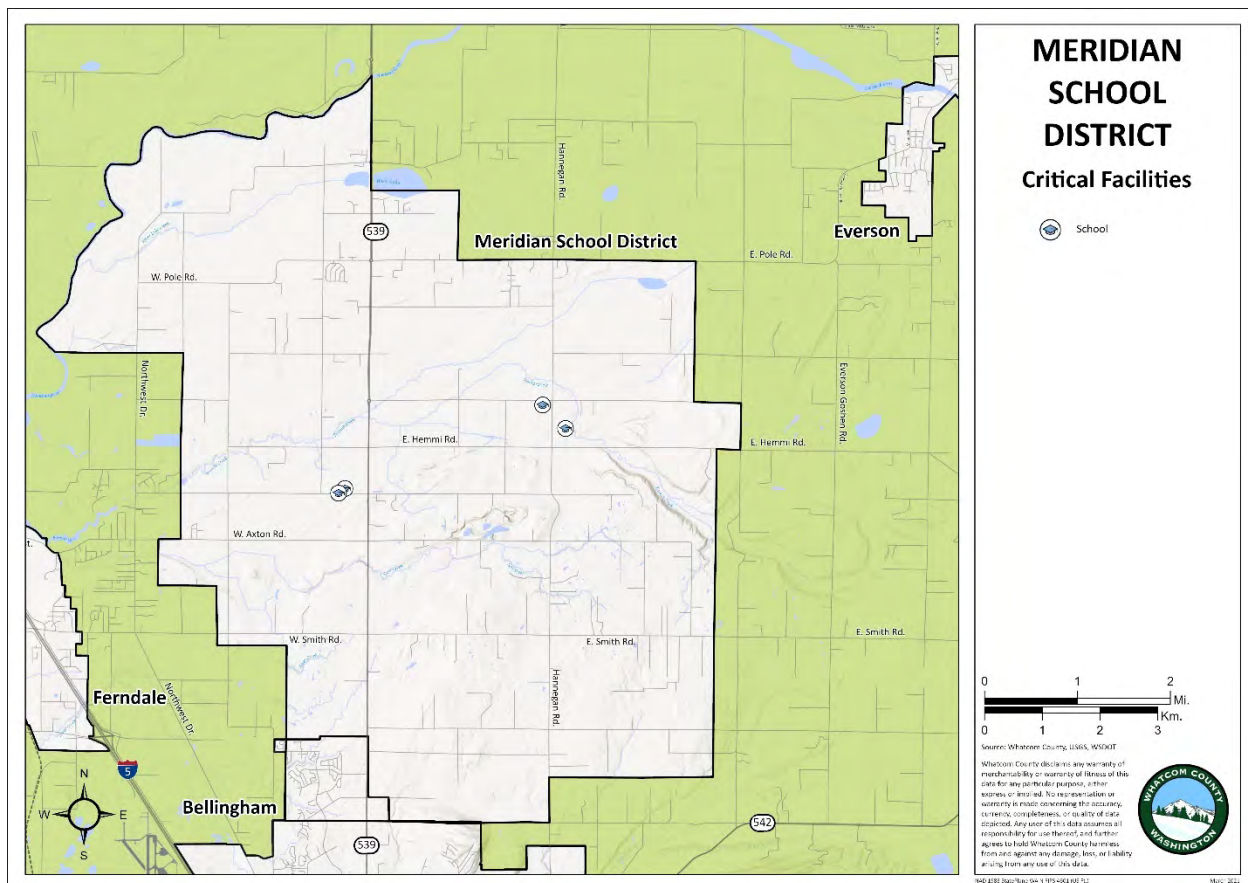 MERIDIAN
SCHOOL
DISTRICT
Critical Facilities
School
Hannegan Rd.
539
Meridian School District
Everson
E. Pole Rd.
W. Pole Rd.
Northwest Dr.
Everson Goshen Rd.
E. Hemmi Rd.
E. Hemmi Rd.
W. Axton Rd.
t.
W. Smith Rd.
E. Smith Rd.
E. Smith Rd.
Hannegan Rd.
Ferndale
Northwest Dr.
5
Bellingham
N
W
E
S
539
542
0 1 2
Mi.
Km.
0 1 2 3
Source: Whatcom County, USGS, WSDOT
Whatcom County disclaims any warranty of
merchantability or warranty of fitness of this
data for any particular purpose, either
express or implied. No representation or
warranty is made concerning the accuracy,
currency, completeness, or quality of data
depicted. Any user of this data assumes all
responsibility for use thereof, and further
agrees to hold Whatcom County harmless
from and against any damage, loss, or liability
arising from any use of this data.
WHATCOM COUNTY
WASHINGTON
March 2021